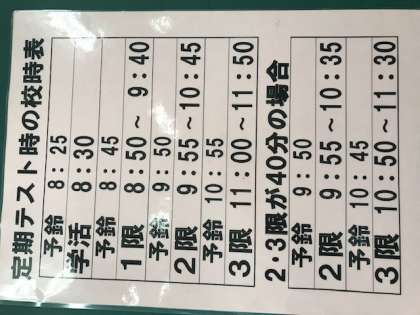 定期テスト時の校時表
予鈴 8:25
学活 8:30
予鈴 8:45
1限 8:50~ 9:40
予鈴 9:50
2限 9:55~10:45
予鈴 10:55
3限 11:00~11:50
2・3限が40分の場合
予鈴 9:50
2限 9:55~10:35
予鈴 10:45
3限 10:50~11:30